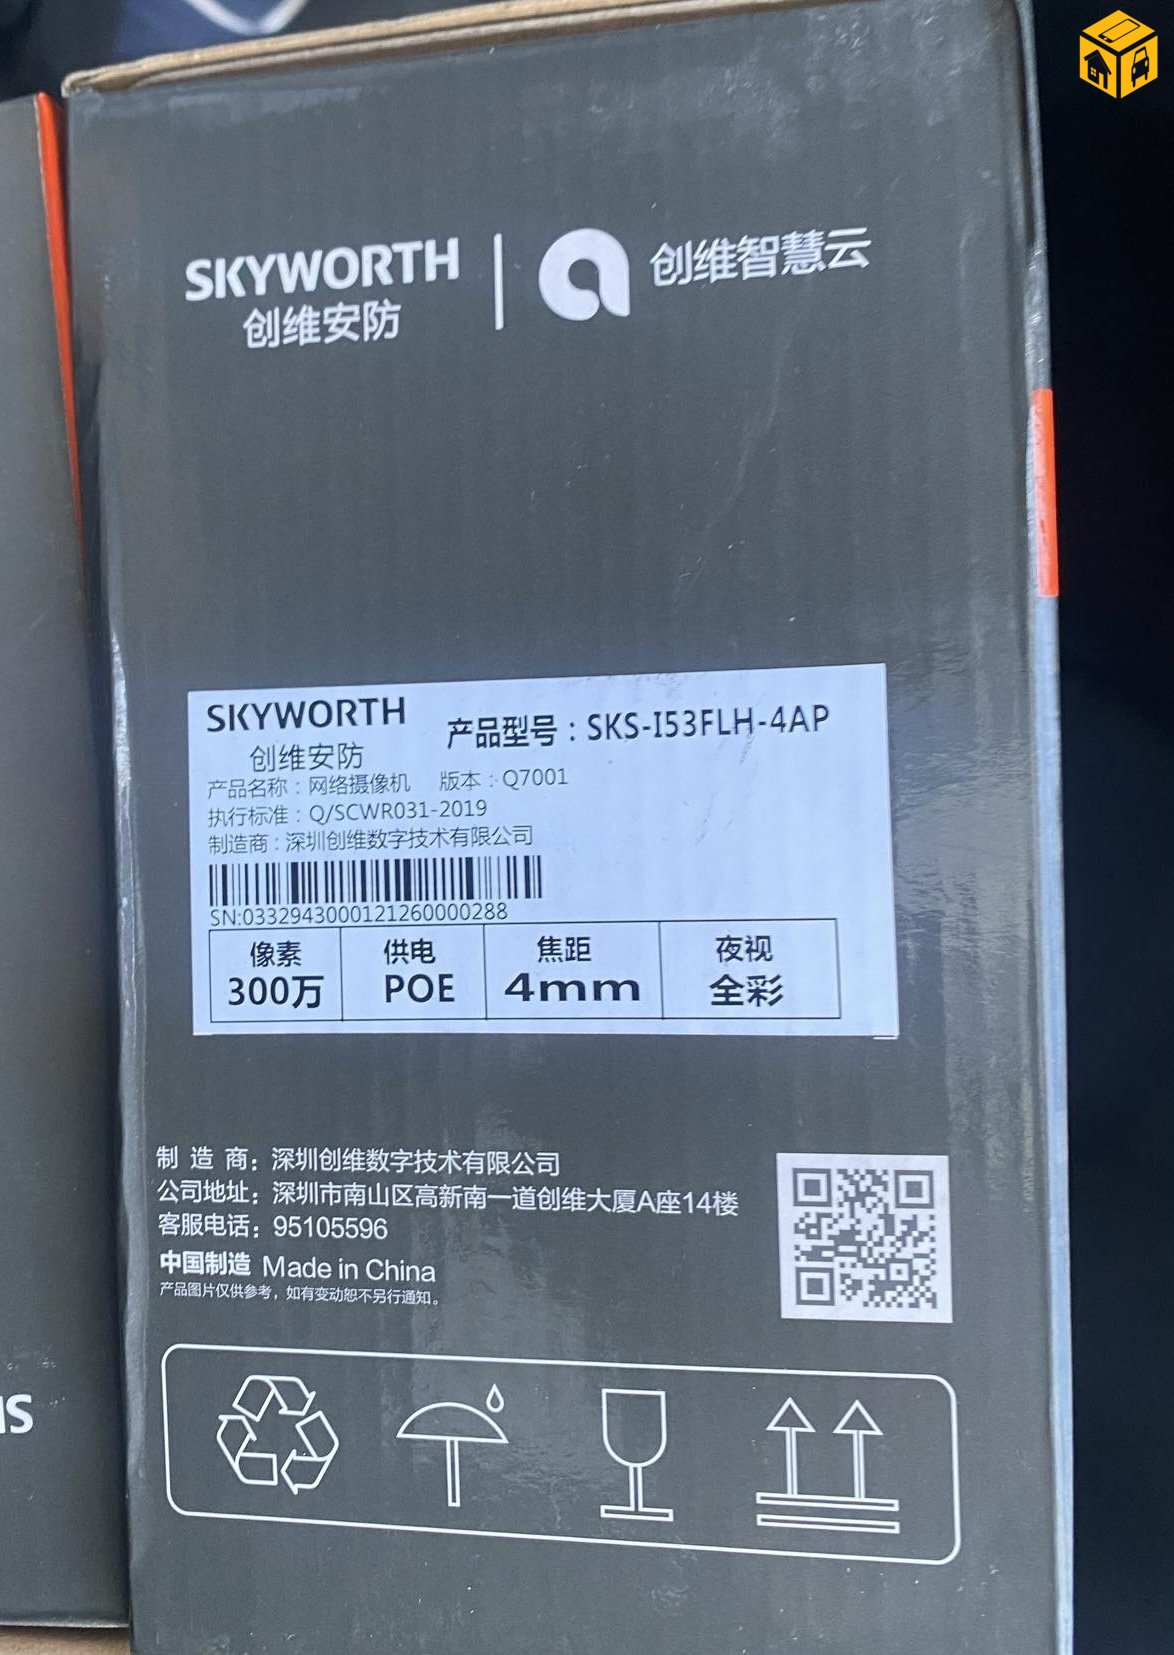 SKYWORTH
创维安防
创维智慧云
SKYWORTH
创维安防
产品型号：SKS-I53FLH-4AP
产品名称：网络摄像机 版本：Q7001
执行标准：Q/SCWR031-2019
制造商：深圳创维数字技术有限公司
SN:0332943000121260000288
像素 供电 焦距 夜视
300万 POE 4mm 全彩
制 造 商：深圳创维数字技术有限公司
公司地址：深圳市南山区高新南一道创维大厦A座14楼
客服电话：95105596
中国制造 Made in China
产品图片仅供参考，如有变动恕不另行通知。